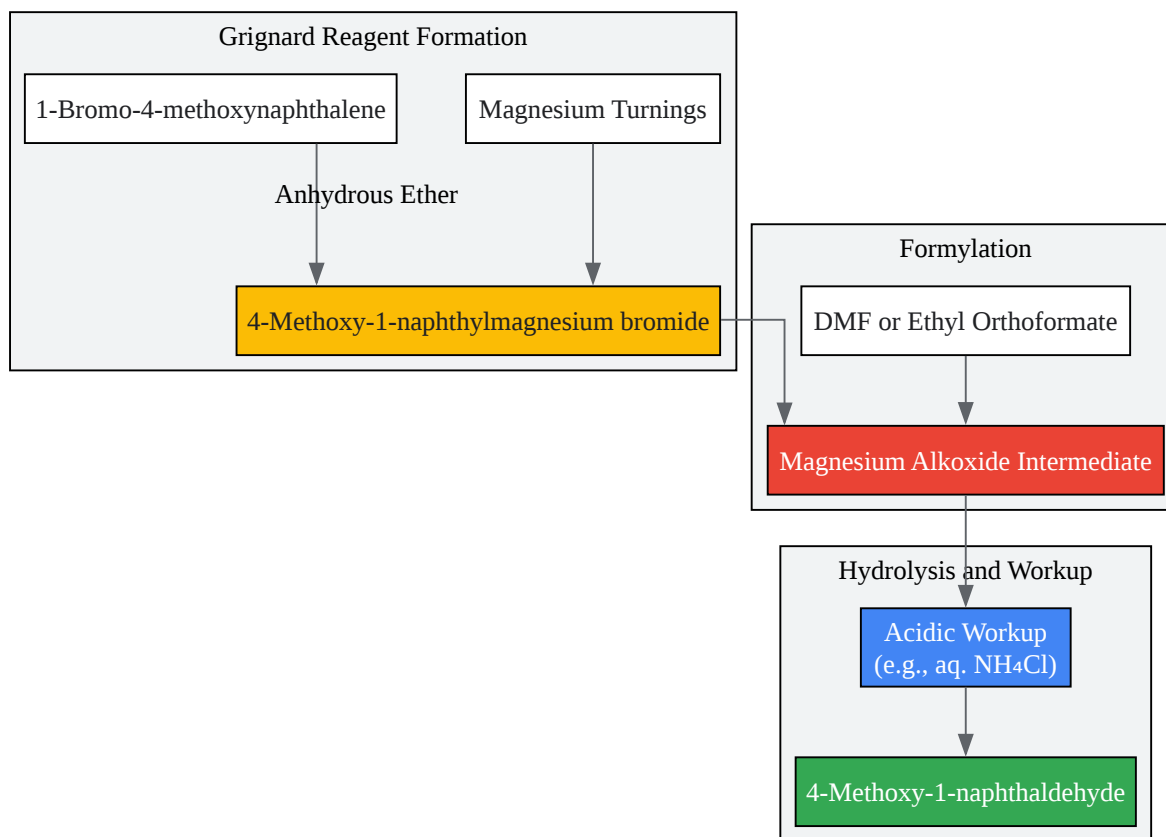 Grignard Reagent Formation
1-Bromo-4-methoxynaphthalene
Magnesium Turnings
Anhydrous Ether
4-Methoxy-1-naphthylmagnesium bromide
Formylation
DMF or Ethyl Orthoformate
Magnesium Alkoxide Intermediate
Hydrolysis and Workup
Acidic Workup
(e.g., aq. NH₄Cl)
4-Methoxy-1-naphthaldehyde